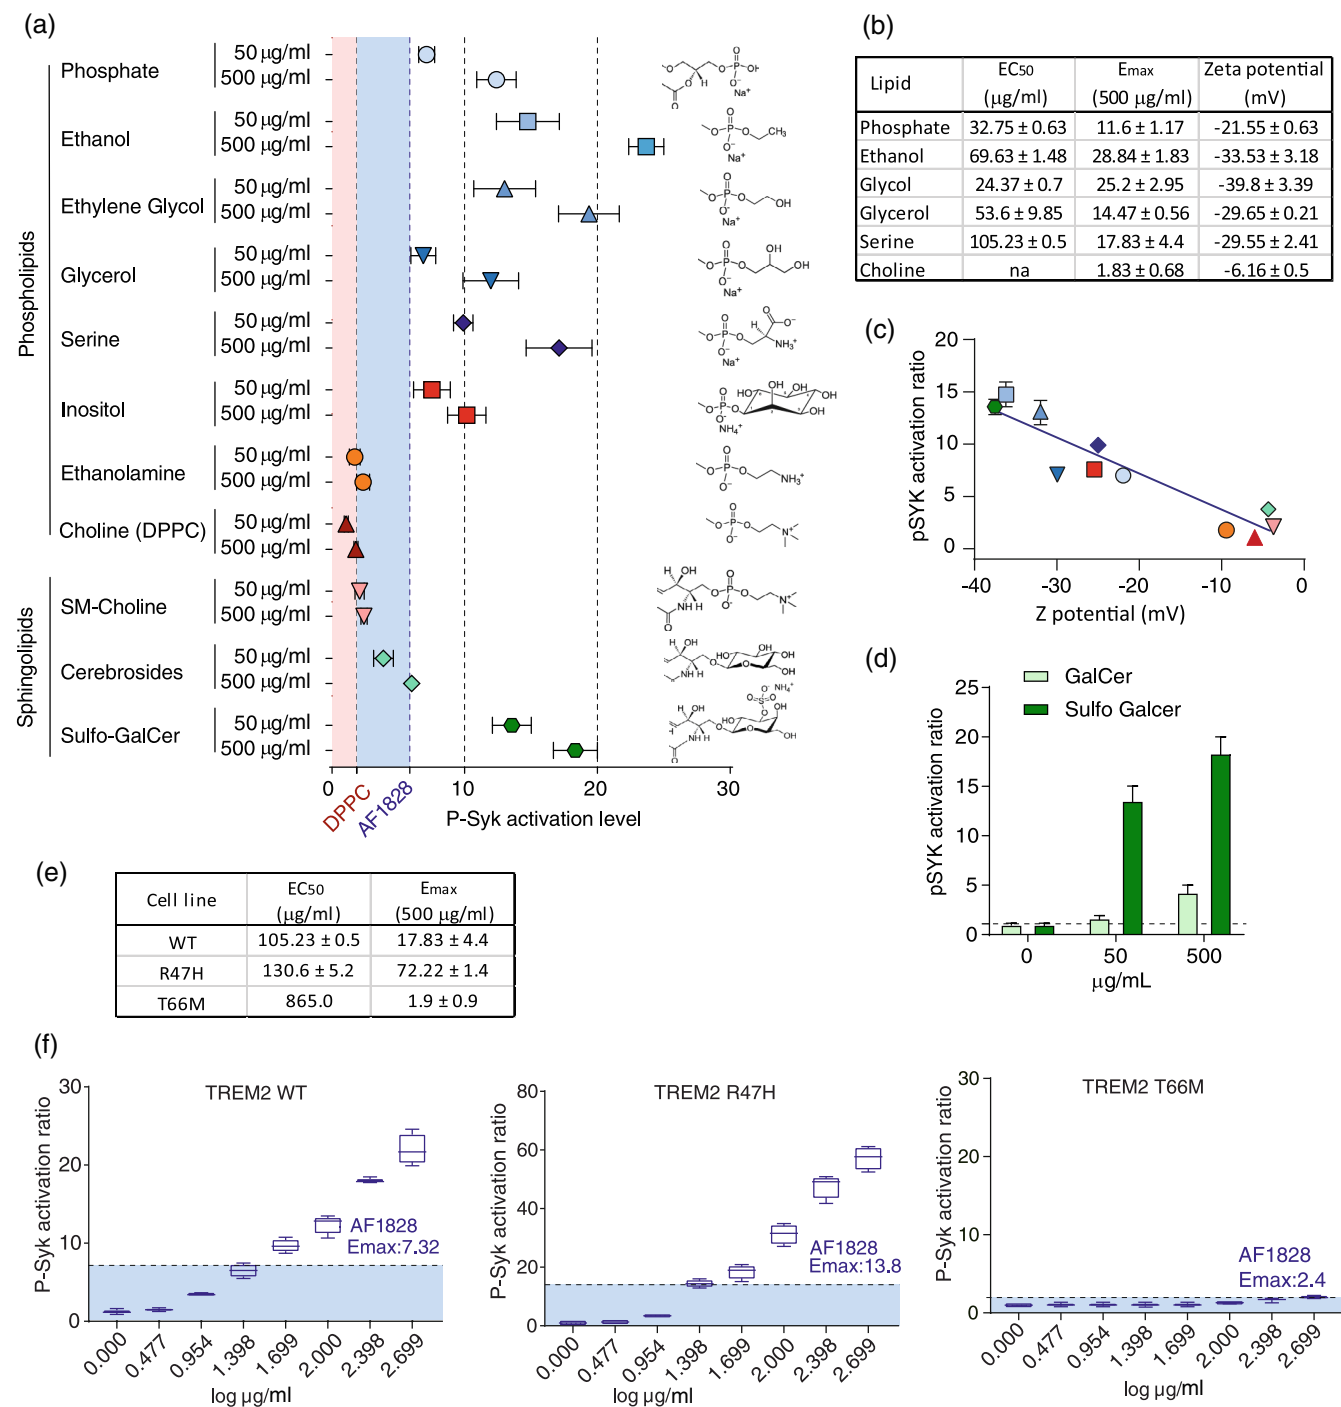 (a)
Phospholipids
Phosphate
50 µg/ml
500 µg/ml
Ethanol
50 µg/ml
500 µg/ml
Ethylene Glycol
50 µg/ml
500 µg/ml
Glycerol
50 µg/ml
500 µg/ml
Serine
50 µg/ml
500 µg/ml
Inositol
50 µg/ml
500 µg/ml
Ethanolamine
50 µg/ml
500 µg/ml
Choline (DPPC)
50 µg/ml
500 µg/ml
Sphingolipids
SM-Choline
50 µg/ml
500 µg/ml
Cerebrosides
50 µg/ml
500 µg/ml
Sulfo-GalCer
50 µg/ml
500 µg/ml
0 10 20 30
DPPC
AF1828
P-Syk activation level
(b)
Lipid EC50 (µg/ml) Emax (500 µg/ml) Zeta potential (mV)
Phosphate 32.75 ± 0.63 11.6 ± 1.17 -21.55 ± 0.63
Ethanol 69.63 ± 1.48 28.84 ± 1.83 -33.53 ± 3.18
Glycol 24.37 ± 0.7 25.2 ± 2.95 -39.8 ± 3.39
Glycerol 53.6 ± 9.85 14.47 ± 0.56 -29.65 ± 0.21
Serine 105.23 ± 0.5 17.83 ± 4.4 -29.55 ± 2.41
Choline na 1.83 ± 0.68 -6.16 ± 0.5
(c)
pSYK activation ratio
20
15
10
5
0
-40 -30 -20 -10 0
Z potential (mV)
(d)
GalCer
Sulfo Galcer
pSYK activation ratio
25
20
15
10
5
0
0 50 500
µg/mL
(e)
Cell line EC50 (µg/ml) Emax (500 µg/ml)
WT 105.23 ± 0.5 17.83 ± 4.4
R47H 130.6 ± 5.2 72.22 ± 1.4
T66M 865.0 1.9 ± 0.9
(f)
TREM2 WT
P-Syk activation ratio
30
20
10
0
AF1828
Emax:7.32
0.000 0.477 0.954 1.398 1.699 2.000 2.398 2.699
log µg/ml
TREM2 R47H
P-Syk activation ratio
80
60
40
20
0
AF1828
Emax:13.8
0.000 0.477 0.954 1.398 1.699 2.000 2.398 2.699
log µg/ml
TREM2 T66M
P-Syk activation ratio
30
20
10
0
AF1828
Emax:2.4
0.000 0.477 0.954 1.398 1.699 2.000 2.398 2.699
log µg/ml